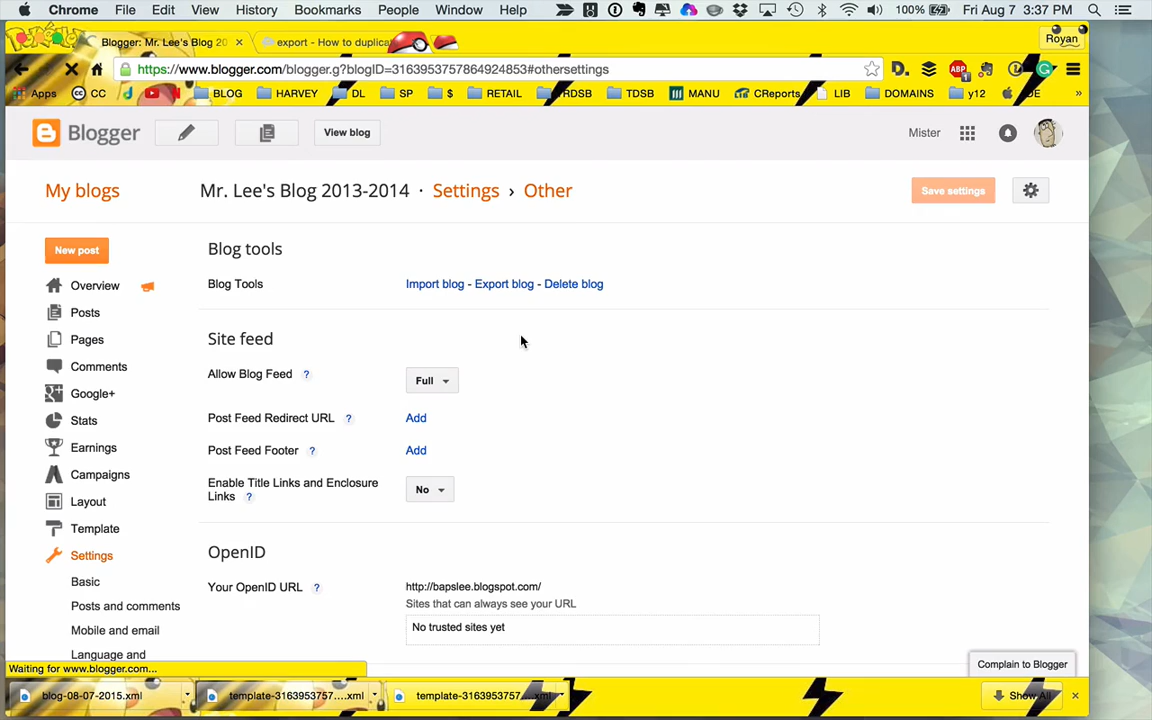 Chrome File Edit View History Bookmarks People Window Help 100% Fri Aug 7 3:37 PM
Blogger: Mr. Lee's Blog 20 × export - How to duplica Royan
https://www.blogger.com/blogger.g?blogID=3163953757864924853#othersettings ABP 1
Apps CC BLOG HARVEY DL SP $ RETAIL TDSB MANU CReports LIB DOMAINS y12 »
Blogger View blog Mister
My blogs Mr. Lee's Blog 2013-2014 · Settings › Other Save settings
New post
Blog tools
Overview
Blog Tools Import blog - Export blog - Delete blog
Posts
Pages
Site feed
Comments
Allow Blog Feed ? Full
Google+
Stats
Post Feed Redirect URL ? Add
Earnings
Post Feed Footer ? Add
Campaigns
Enable Title Links and Enclosure
Links ? No
Layout
Template
Settings
OpenID
Basic
Your OpenID URL ? http://bapslee.blogspot.com/
Posts and comments
Sites that can always see your URL
Mobile and email
No trusted sites yet
Language and
Complain to Blogger
Waiting for www.blogger.com...
blog-08-07-2015.xml template-3163953757....xml template-3163953757....xml Show All ×